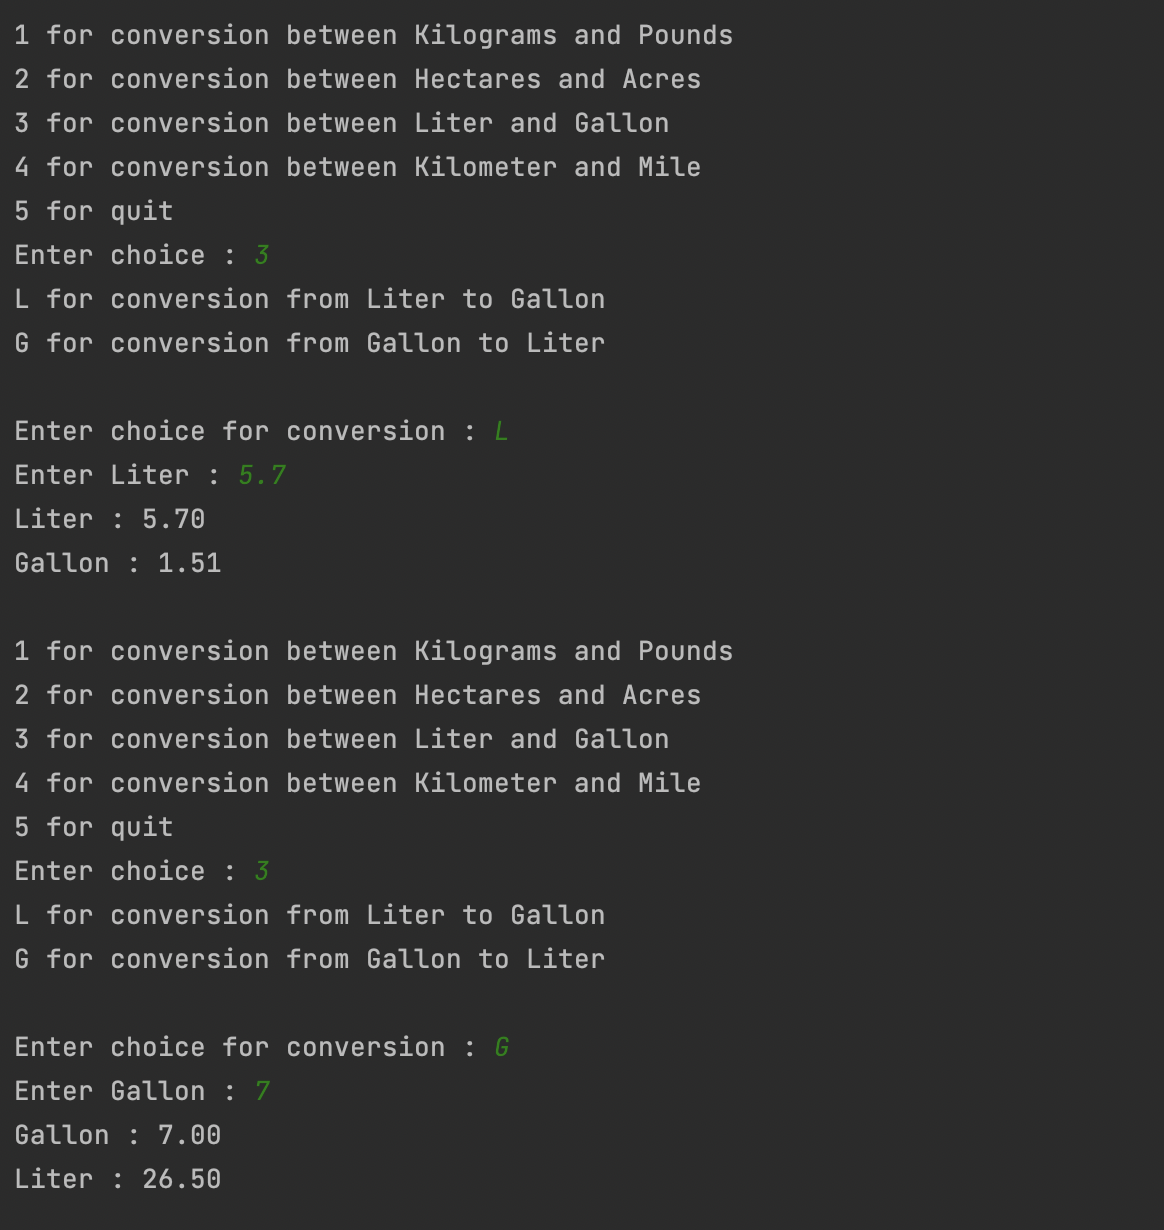 1 for conversion between Kilograms and Pounds
2 for conversion between Hectares and Acres
3 for conversion between Liter and Gallon
4 for conversion between Kilometer and Mile
5 for quit
Enter choice : 3
L for conversion from Liter to Gallon
G for conversion from Gallon to Liter
Enter choice for conversion : L
Enter Liter : 5.7
Liter : 5.70
Gallon : 1.51
1 for conversion between Kilograms and Pounds
2 for conversion between Hectares and Acres
3 for conversion between Liter and Gallon
4 for conversion between Kilometer and Mile
5 for quit
Enter choice : 3
L for conversion from Liter to Gallon
G for conversion from Gallon to Liter
Enter choice for conversion : G
Enter Gallon : 7
Gallon : 7.00
Liter : 26.50